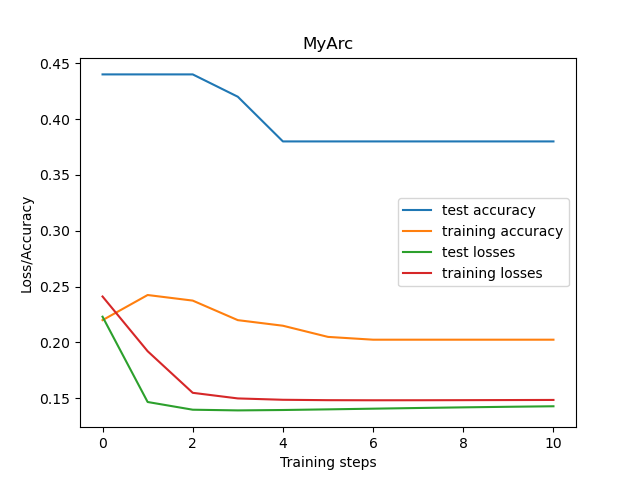 MyArc
Loss/Accuracy
0.45
0.40
0.35
0.30
0.25
0.20
0.15
test accuracy
training accuracy
test losses
training losses
0
2
4
6
8
10
Training steps